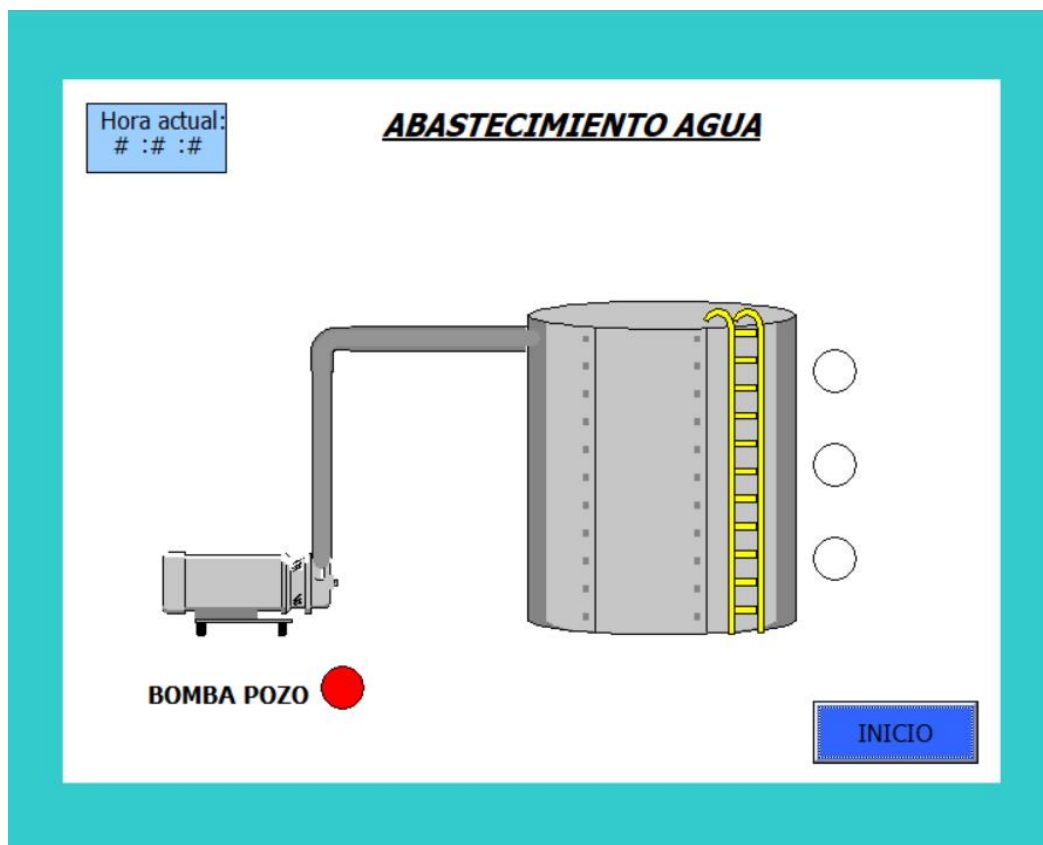 Hora actual:
# :# :#
ABASTECIMIENTO AGUA
BOMBA POZO
INICIO